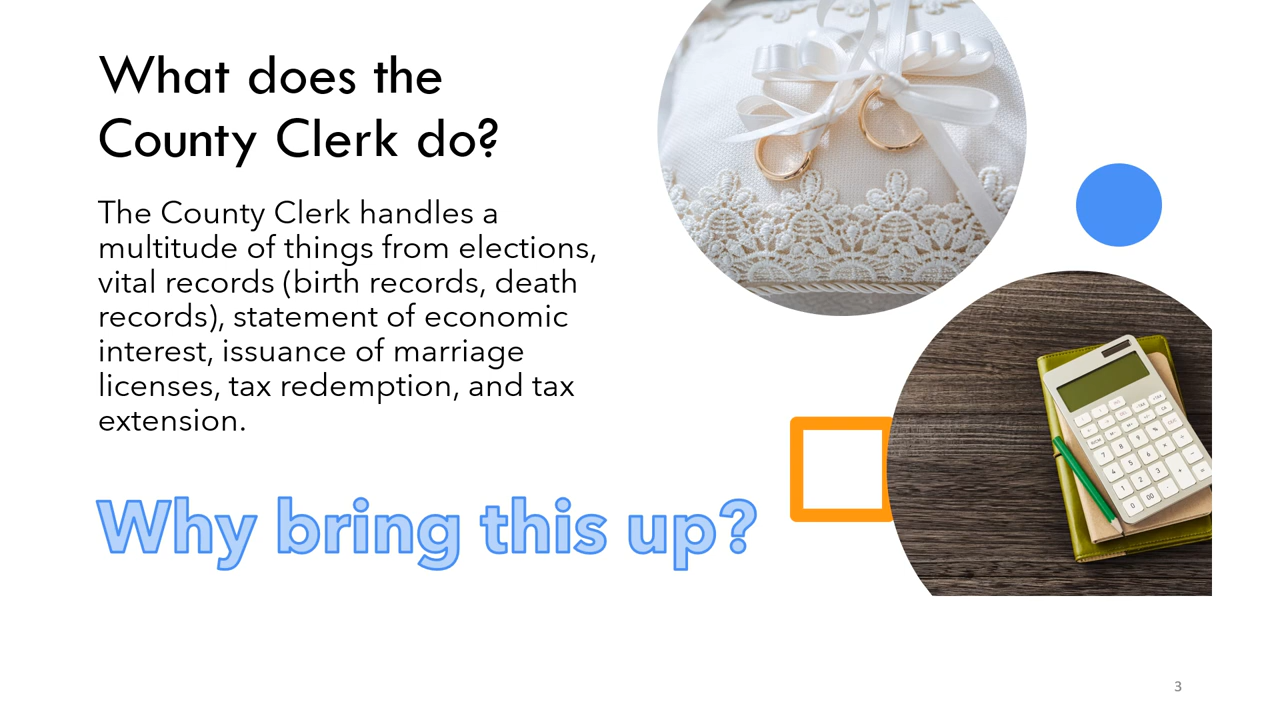 What does the
County Clerk do?
The County Clerk handles a
multitude of things from elections,
vital records (birth records, death
records), statement of economic
interest, issuance of marriage
licenses, tax redemption, and tax
extension.
Why bring this up?
3